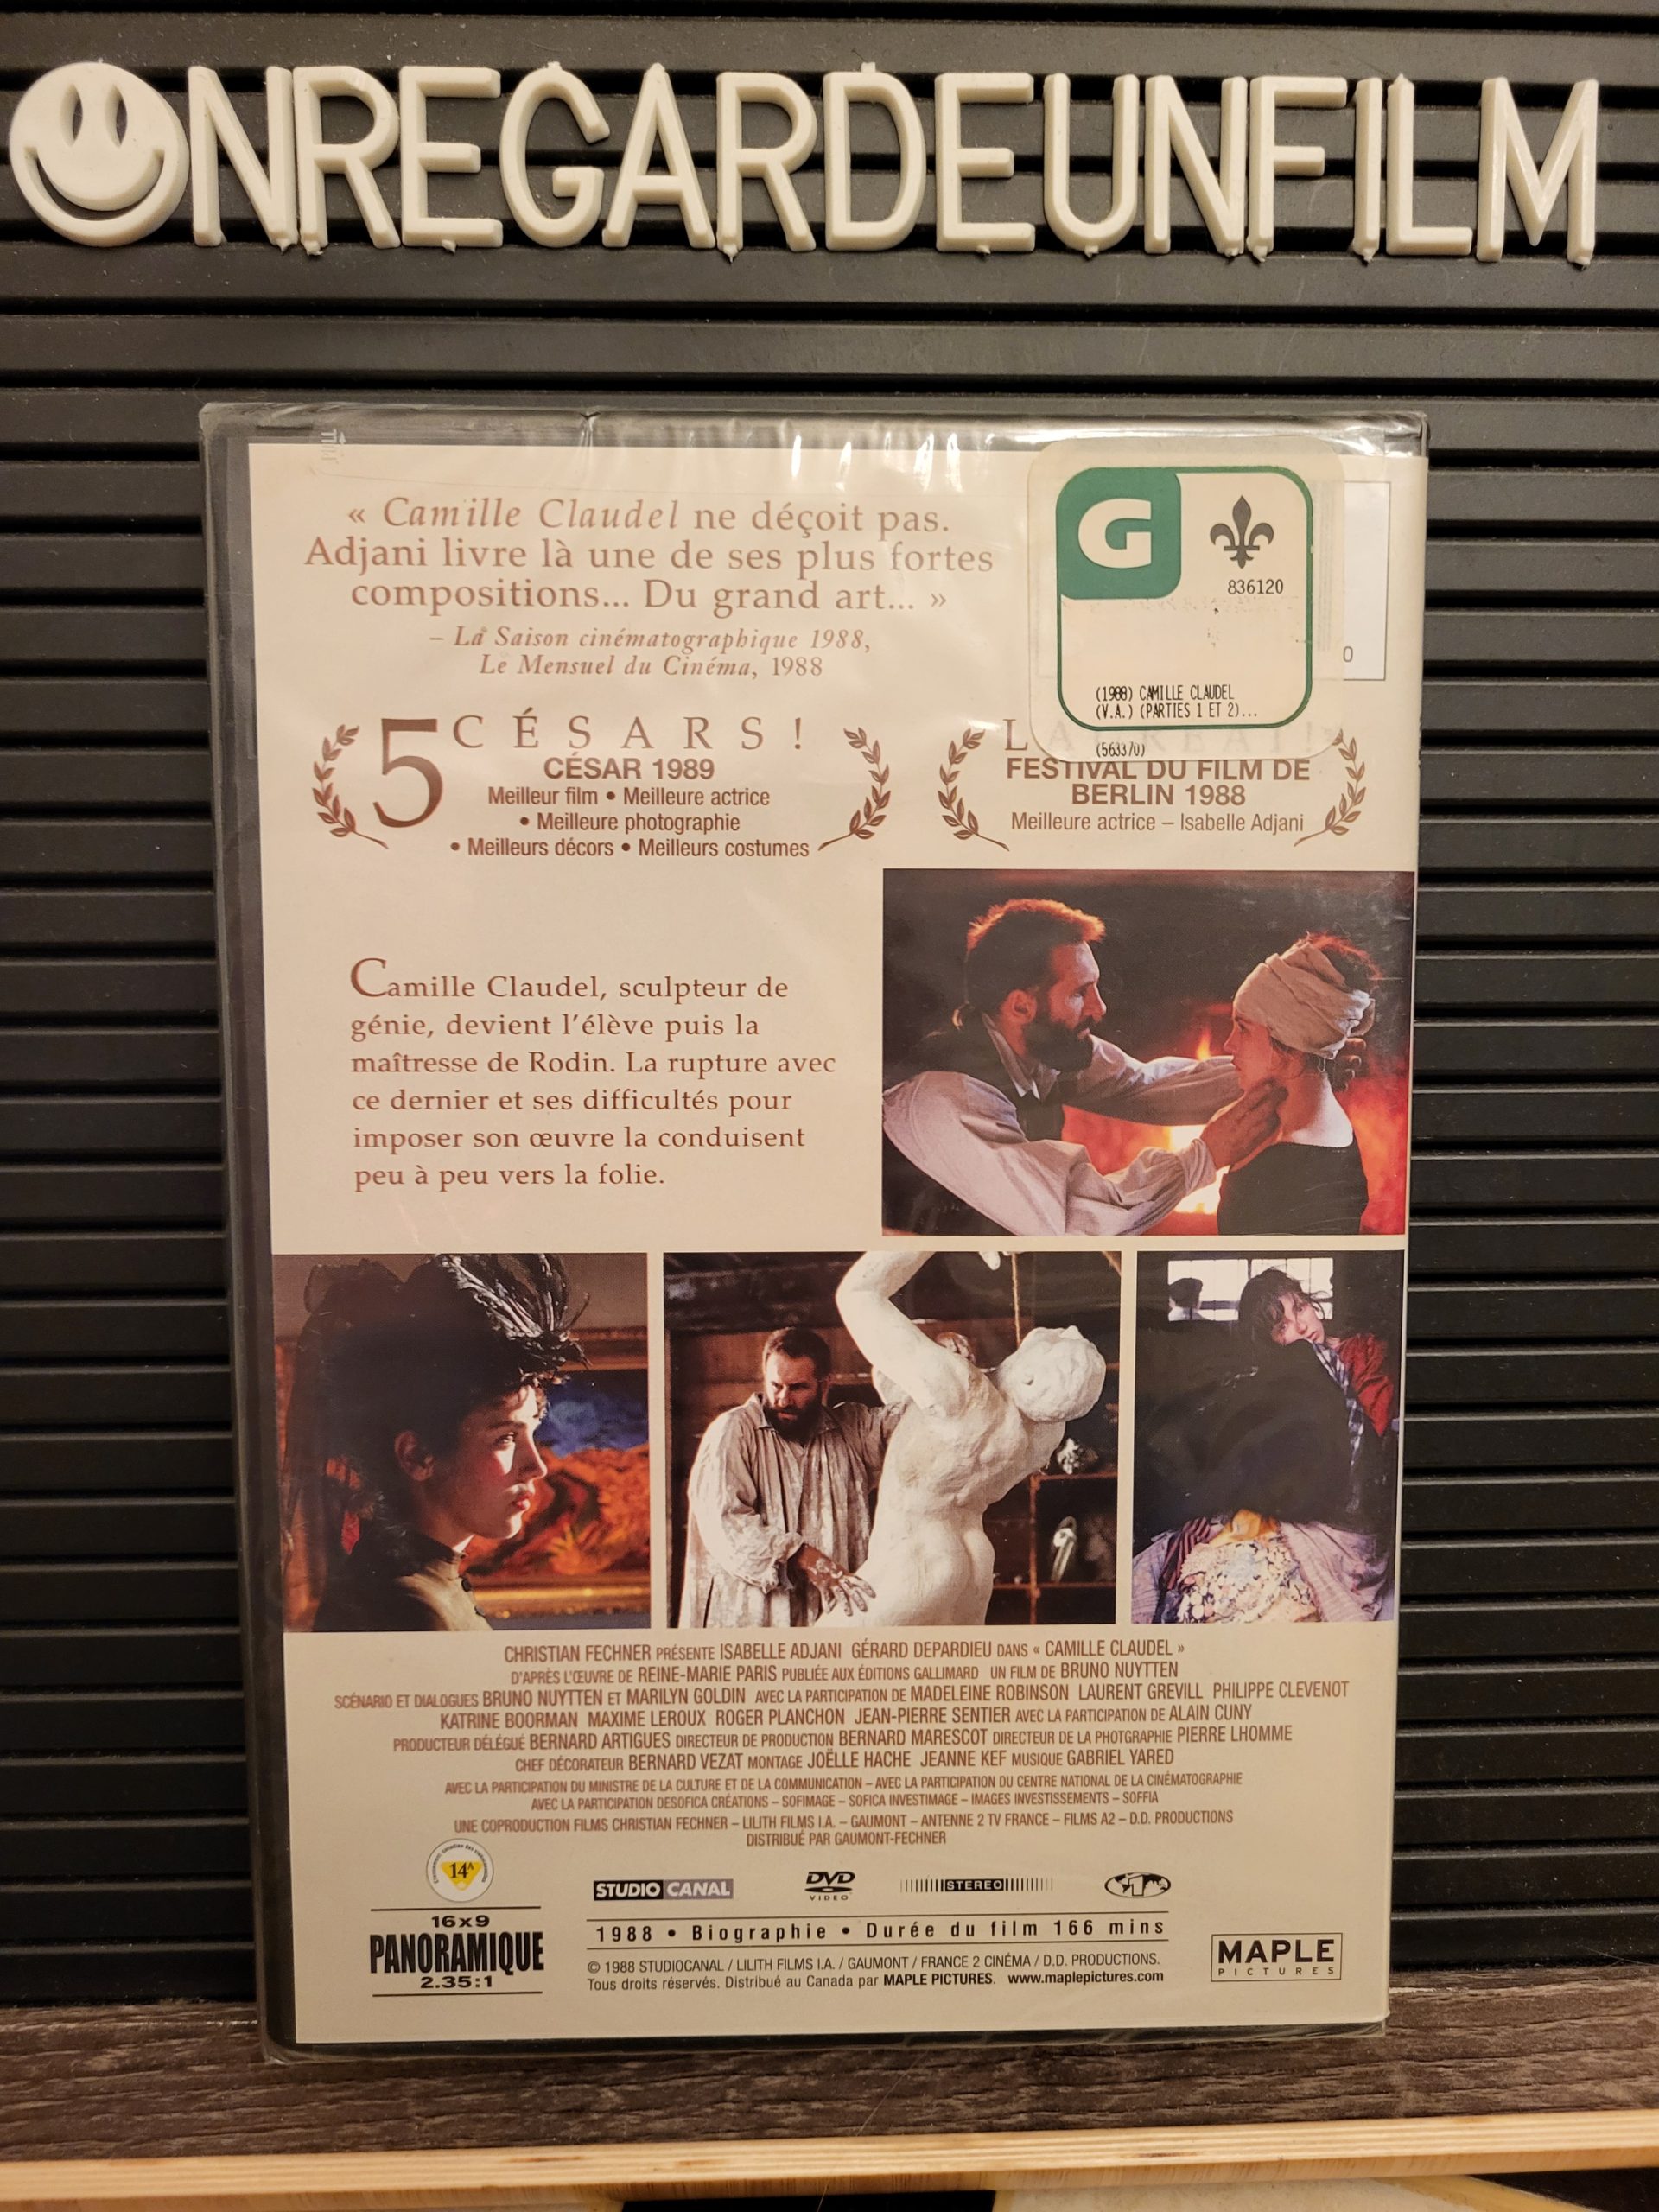 NREGARDEUNFILM
« Camille Claudel ne déçoit pas.
Adjani livre là une de ses plus fortes
compositions... Du grand art... »
– La Saison cinématographique 1988,
Le Mensuel du Cinéma, 1988
G
836120
0
(1988) CAMILLE CLAUDEL
(V.A.) (PARTIES 1 ET 2)...
(563370)
5 CÉSARS !
CÉSAR 1989
Meilleur film • Meilleure actrice
• Meilleure photographie
• Meilleurs décors • Meilleurs costumes
FESTIVAL DU FILM DE
BERLIN 1988
Meilleure actrice – Isabelle Adjani
Camille Claudel, sculpteur de
génie, devient l'élève puis la
maîtresse de Rodin. La rupture avec
ce dernier et ses difficultés pour
imposer son œuvre la conduisent
peu à peu vers la folie.
CHRISTIAN FECHNER PRÉSENTE ISABELLE ADJANI GÉRARD DEPARDIEU DANS « CAMILLE CLAUDEL »
D'APRÈS L'ŒUVRE DE REINE-MARIE PARIS PUBLIÉE AUX ÉDITIONS GALLIMARD UN FILM DE BRUNO NUYTTEN
SCÉNARIO ET DIALOGUES BRUNO NUYTTEN ET MARILYN GOLDIN AVEC LA PARTICIPATION DE MADELEINE ROBINSON LAURENT GREVILL PHILIPPE CLEVENOT
KATRINE BOORMAN MAXIME LEROUX ROGER PLANCHON JEAN-PIERRE SENTIER AVEC LA PARTICIPATION DE ALAIN CUNY
PRODUCTEUR DÉLÉGUÉ BERNARD ARTIGUES DIRECTEUR DE PRODUCTION BERNARD MARESCOT DIRECTEUR DE LA PHOTGRAPHIE PIERRE LHOMME
CHEF DÉCORATEUR BERNARD VEZAT MONTAGE JOËLLE HACHE JEANNE KEF MUSIQUE GABRIEL YARED
AVEC LA PARTICIPATION DU MINISTRE DE LA CULTURE ET DE LA COMMUNICATION – AVEC LA PARTICIPATION DU CENTRE NATIONAL DE LA CINÉMATOGRAPHIE
AVEC LA PARTICIPATION DESOFICA CRÉATIONS – SOFIMAGE – SOFICA INVESTIMAGE – IMAGES INVESTISSEMENTS – SOFFIA
UNE COPRODUCTION FILMS CHRISTIAN FECHNER – LILITH FILMS I.A. – GAUMONT – ANTENNE 2 TV FRANCE – FILMS A2 – D.D. PRODUCTIONS
DISTRIBUÉ PAR GAUMONT-FECHNER
14A
STUDIO CANAL
DVD
VIDEO
STEREO
1
16x9
PANORAMIQUE
2.35:1
1988 • Biographie • Durée du film 166 mins
© 1988 STUDIOCANAL / LILITH FILMS I.A. / GAUMONT / FRANCE 2 CINÉMA / D.D. PRODUCTIONS.
Tous droits réservés. Distribué au Canada par MAPLE PICTURES. www.maplepictures.com
MAPLE
PICTURES